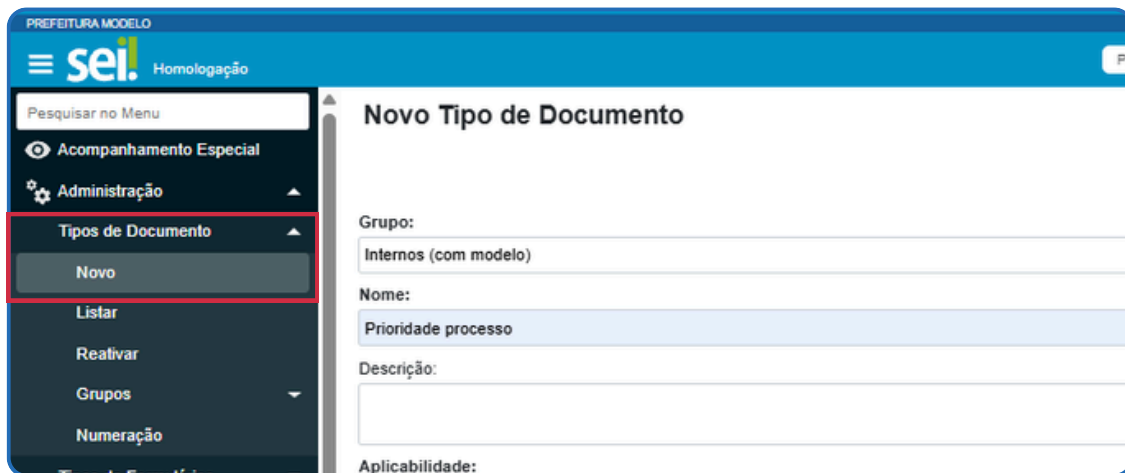 PREFEITURA MODELO
sei! Homologação
P
Pesquisar no Menu
Acompanhamento Especial
Administração
Tipos de Documento
Novo
Listar
Reativar
Grupos
Numeração
Novo Tipo de Documento
Grupo:
Internos (com modelo)
Nome:
Prioridade processo
Descrição:
Aplicabilidade: